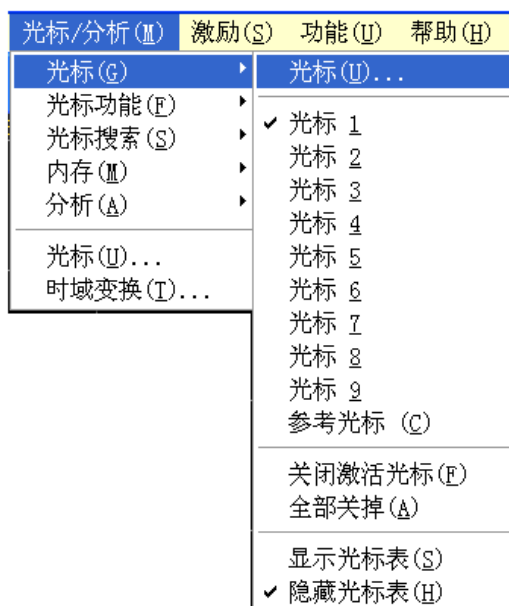 光标/分析(M) 激励(S) 功能(U) 帮助(H)
光标(G)
光标功能(F)
光标搜索(S)
内存(M)
分析(A)
光标(U)...
时域变换(T)...
光标(U)...
光标 1
光标 2
光标 3
光标 4
光标 5
光标 6
光标 7
光标 8
光标 9
参考光标 (C)
关闭激活光标(F)
全部关掉(A)
显示光标表(S)
隐藏光标表(H)